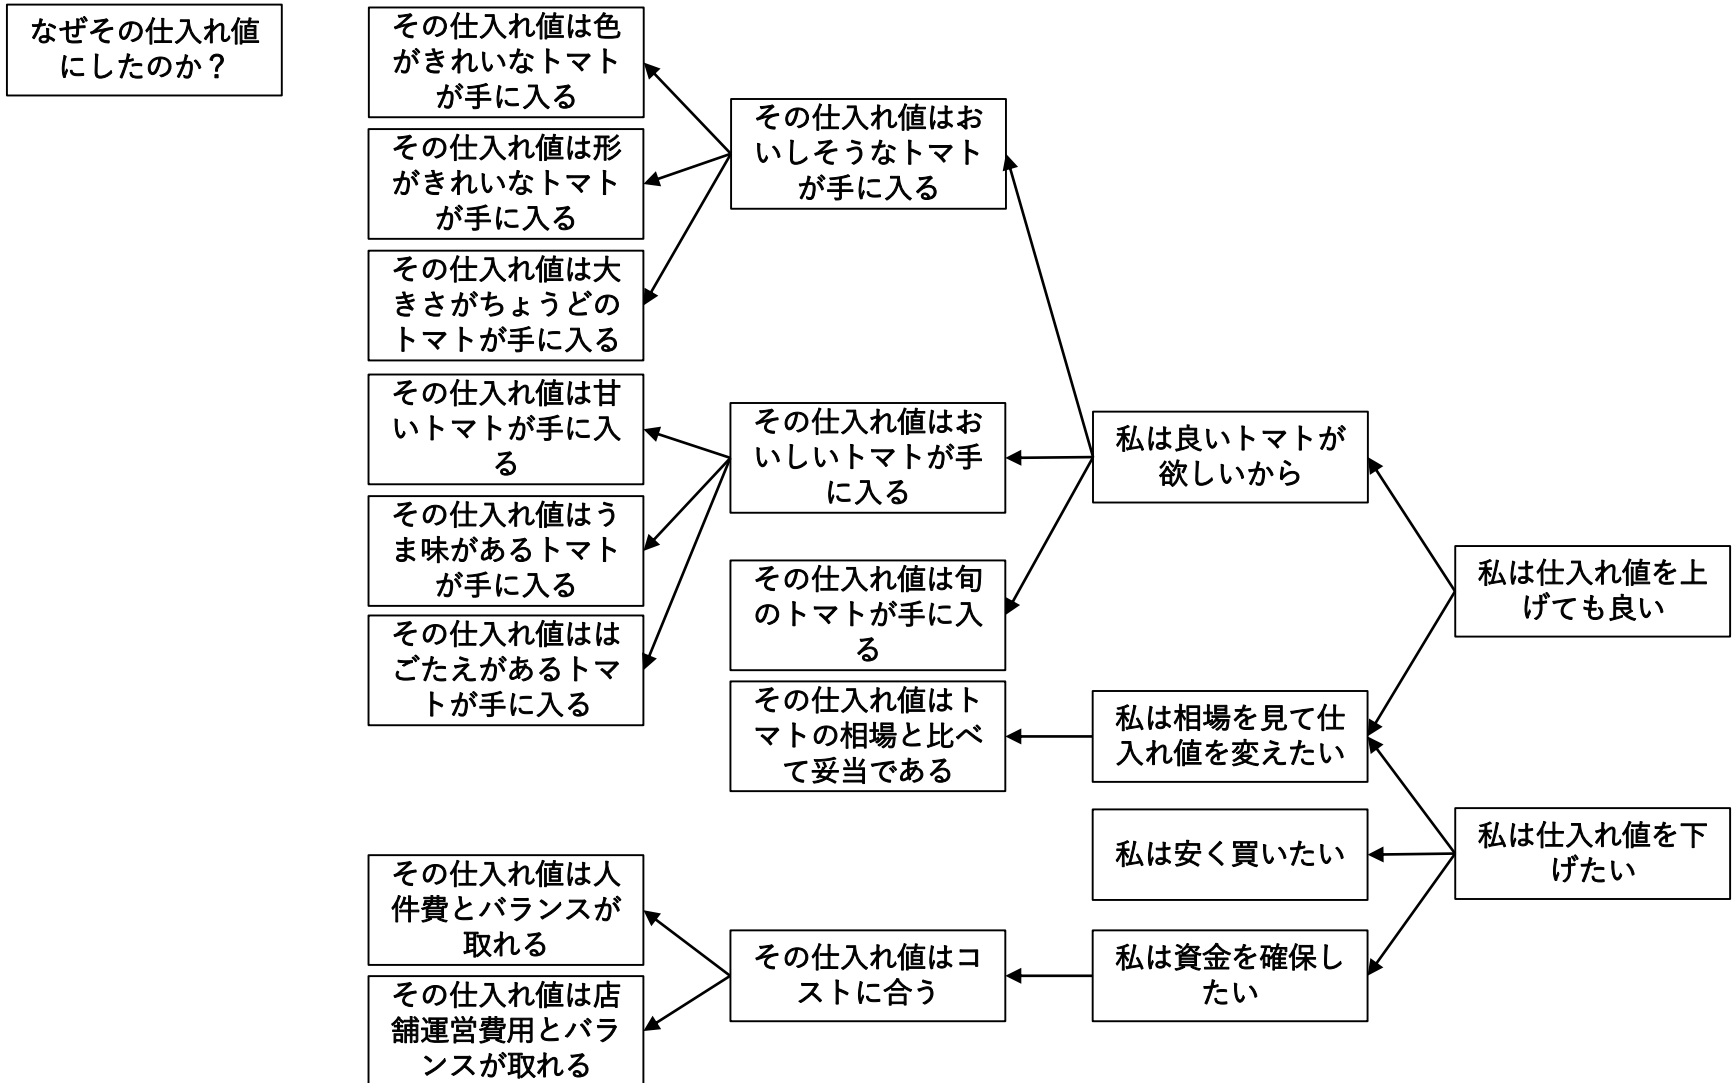 なぜその仕入れ値
にしたのか？
その仕入れ値は色
がきれいなトマト
が手に入る
その仕入れ値は形
がきれいなトマト
が手に入る
その仕入れ値は大
きさがちょうどの
トマトが手に入る
その仕入れ値は甘
いトマトが手に入
る
その仕入れ値はう
ま味があるトマト
が手に入る
その仕入れ値はは
ごたえがあるトマ
トが手に入る
その仕入れ値は人
件費とバランスが
取れる
その仕入れ値は店
舗運営費用とバラ
ンスが取れる
その仕入れ値はお
いしそうなトマト
が手に入る
その仕入れ値はお
いしいトマトが手
に入る
その仕入れ値は旬
のトマトが手に入
る
その仕入れ値はト
マトの相場と比べ
て妥当である
その仕入れ値はコ
ストに合う
私は良いトマトが
欲しいから
私は相場を見て仕
入れ値を変えたい
私は安く買いたい
私は資金を確保し
たい
私は仕入れ値を上
げても良い
私は仕入れ値を下
げたい